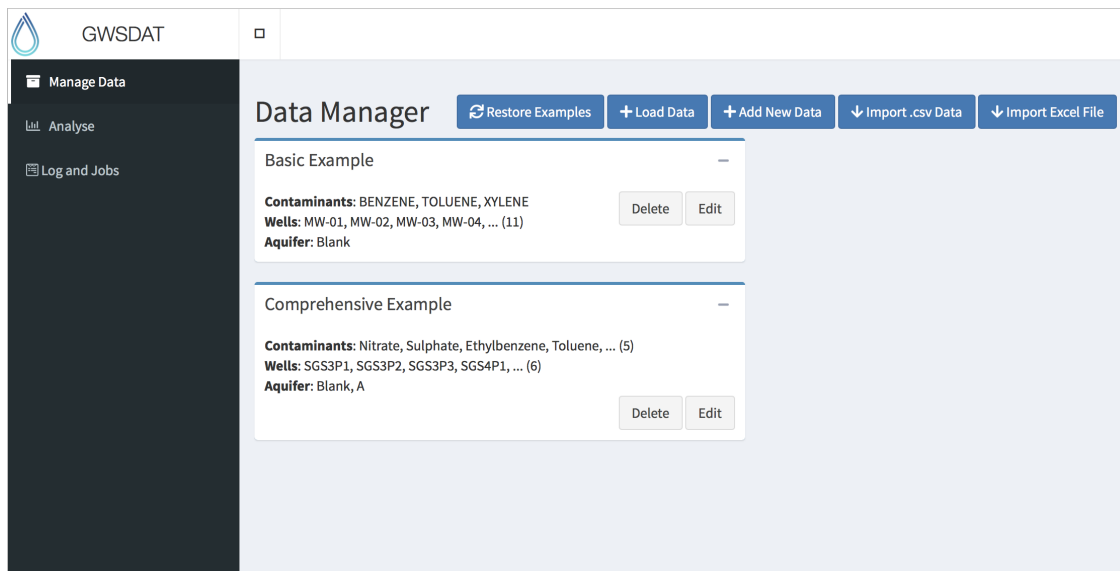 GWSDAT
Manage Data
Analyse
Log and Jobs
Data Manager
Restore Examples
Load Data
Add New Data
Import .csv Data
Import Excel File
Basic Example
Contaminants: BENZENE, TOLUENE, XYLENE
Wells: MW-01, MW-02, MW-03, MW-04, ... (11)
Aquifer: Blank
Delete
Edit
Comprehensive Example
Contaminants: Nitrate, Sulphate, Ethylbenzene, Toluene, ... (5)
Wells: SGS3P1, SGS3P2, SGS3P3, SGS4P1, ... (6)
Aquifer: Blank, A
Delete
Edit